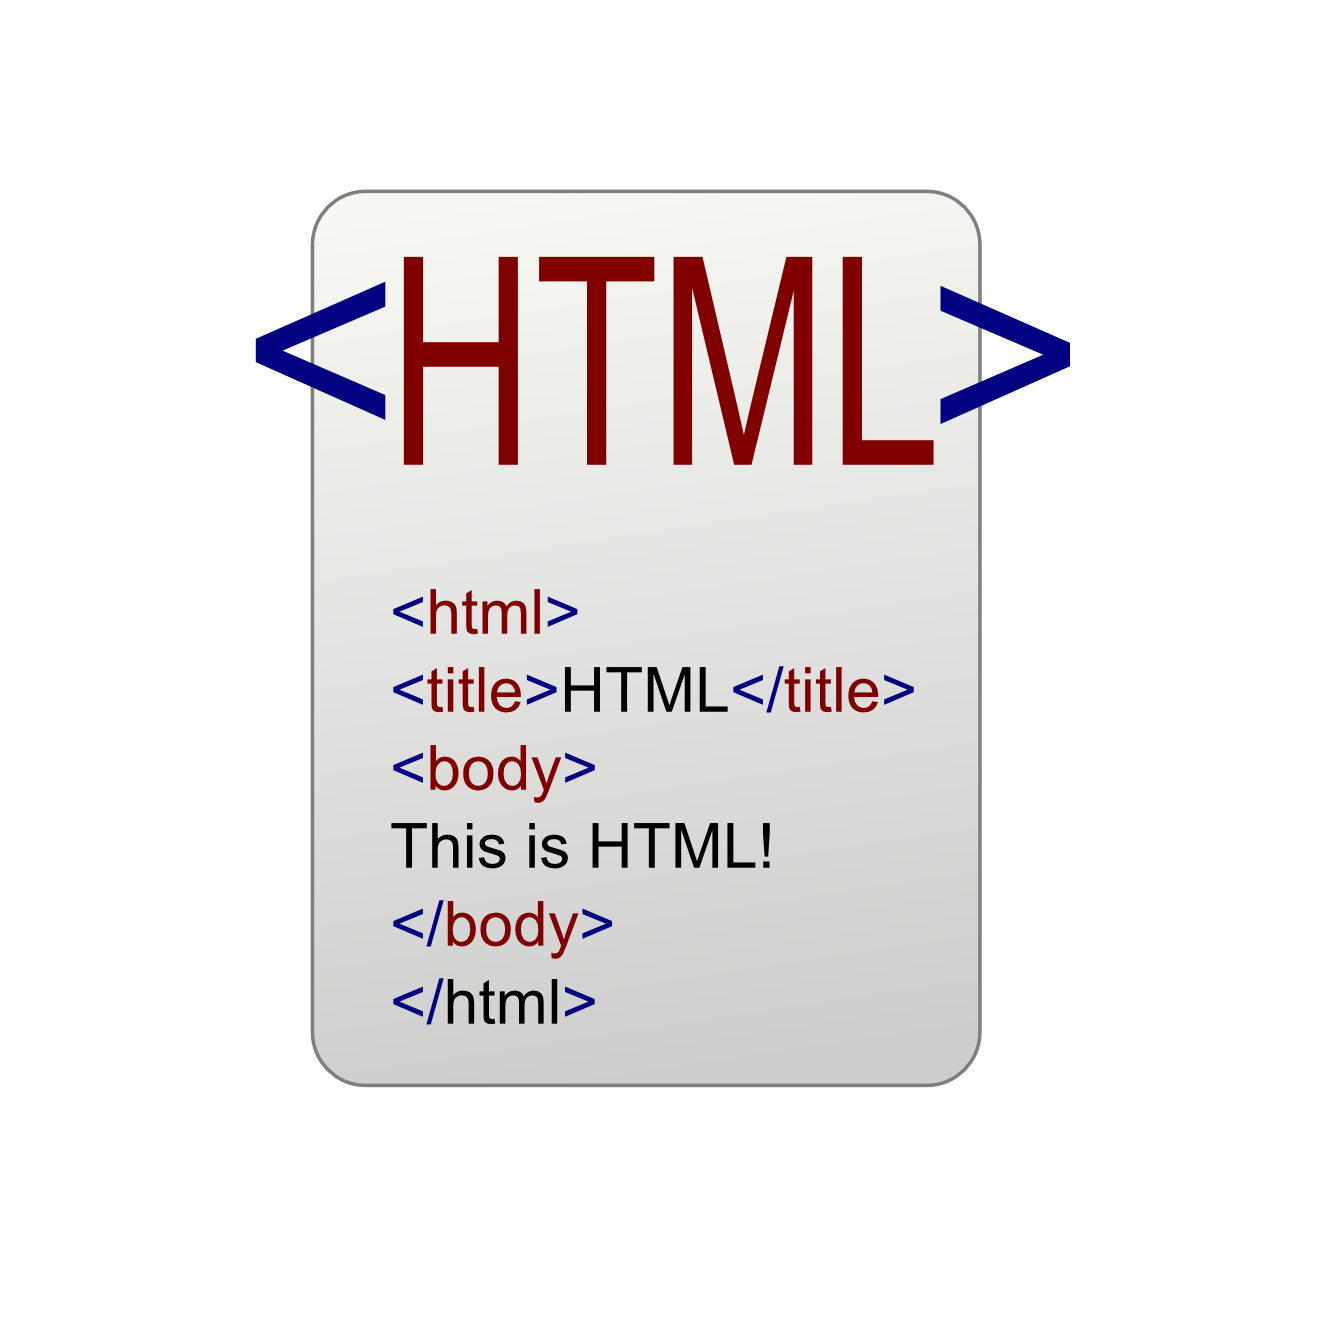 <HTML>
<html>
<title>HTML</title>
<body>
This is HTML!
</body>
</html>